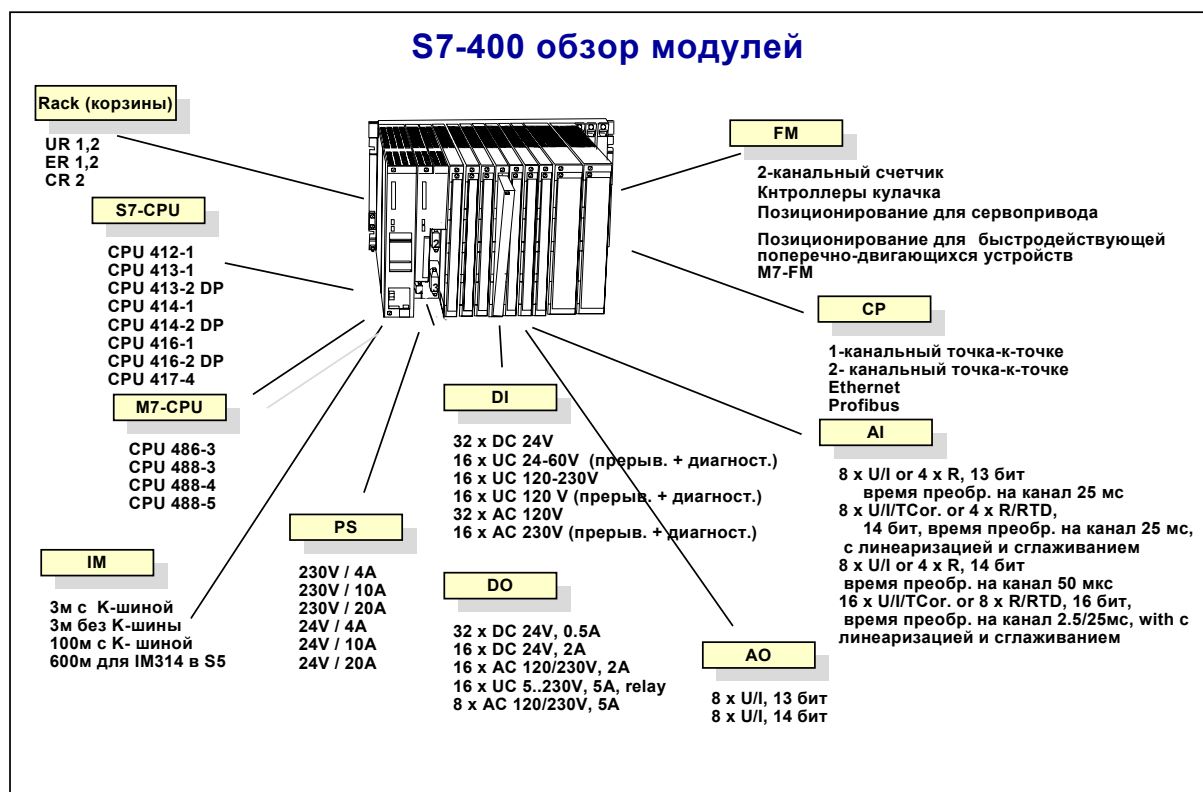 S7-400 обзор модулей
Rack (корзины)
UR 1,2
ER 1,2
CR 2
S7-CPU
CPU 412-1
CPU 413-1
CPU 413-2 DP
CPU 414-1
CPU 414-2 DP
CPU 416-1
CPU 416-2 DP
CPU 417-4
M7-CPU
CPU 486-3
CPU 488-3
CPU 488-4
CPU 488-5
IM
3м с K-шиной
3м без K-шины
100м с K- шиной
600м для IM314 в S5
PS
230V / 4A
230V / 10A
230V / 20A
24V / 4A
24V / 10A
24V / 20A
DI
32 x DC 24V
16 x UC 24-60V (прерыв. + диагност.)
16 x UC 120-230V
16 x UC 120 V (прерыв. + диагност.)
32 x AC 120V
16 x AC 230V (прерыв. + диагност.)
DO
32 x DC 24V, 0.5A
16 x DC 24V, 2A
16 x AC 120/230V, 2A
16 x UC 5..230V, 5A, relay
8 x AC 120/230V, 5A
FM
2-канальный счетчик
Кнтроллеры кулачка
Позиционирование для сервопривода
Позиционирование для быстродействующей
поперечно-двигающихся устройств
M7-FM
CP
1-канальный точка-к-точке
2- канальный точка-к-точке
Ethernet
Profibus
AI
8 x U/I or 4 x R, 13 бит
время преобр. на канал 25 мс
8 x U/I/TCor. or 4 x R/RTD,
14 бит, время преобр. на канал 25 мс,
с линеаризацией и сглаживанием
8 x U/I or 4 x R, 14 бит
время преобр. на канал 50 мкс
16 x U/I/TCor. or 8 x R/RTD, 16 бит,
время преобр. на канал 2.5/25мс, with с
линеаризацией и сглаживанием
AO
8 x U/I, 13 бит
8 x U/I, 14 бит
2
3